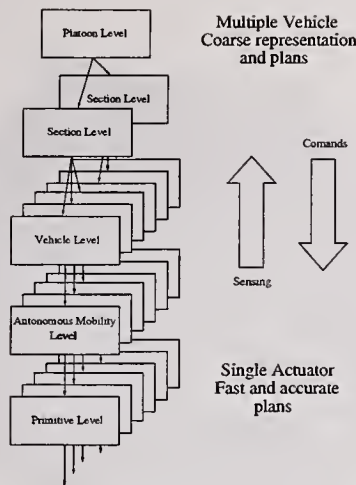 Platoon Level
Section Level
Section Level
Vehicle Level
Autonomous Mobility
Level
Primitive Level
Multiple Vehicle
Coarse representation
and plans
Comands
Sensing
Single Actuator
Fast and accurate
plans